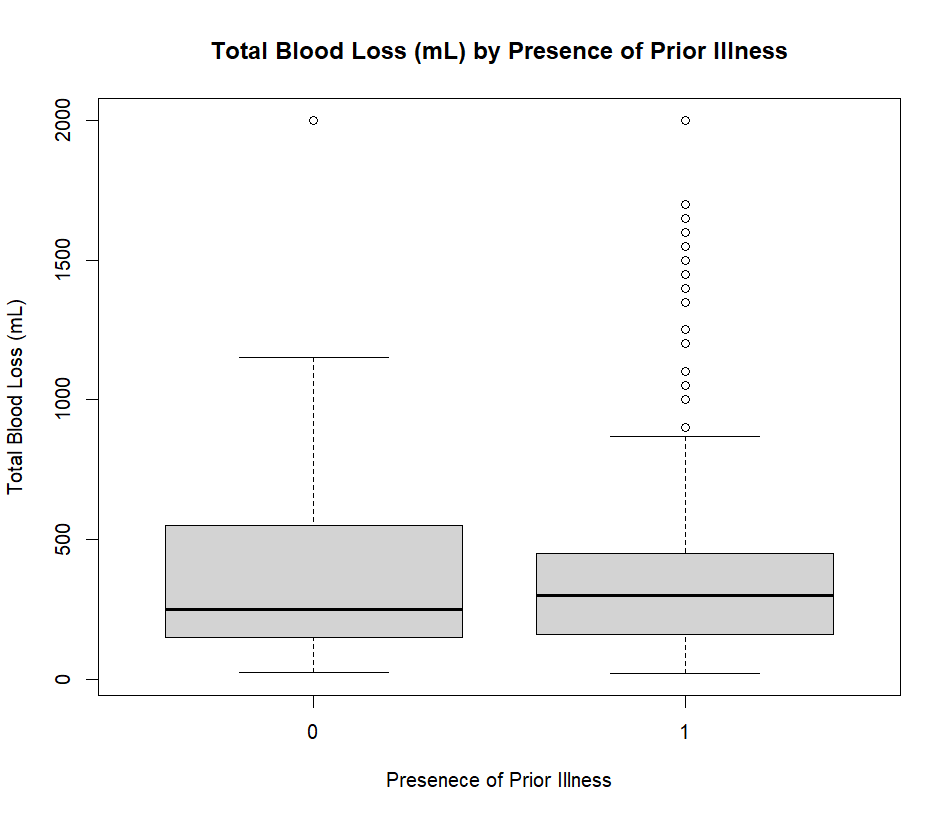 Total Blood Loss (mL) by Presence of Prior Illness
Total Blood Loss (mL)
2000
1500
1000
500
0
0 1
Presenece of Prior Illness